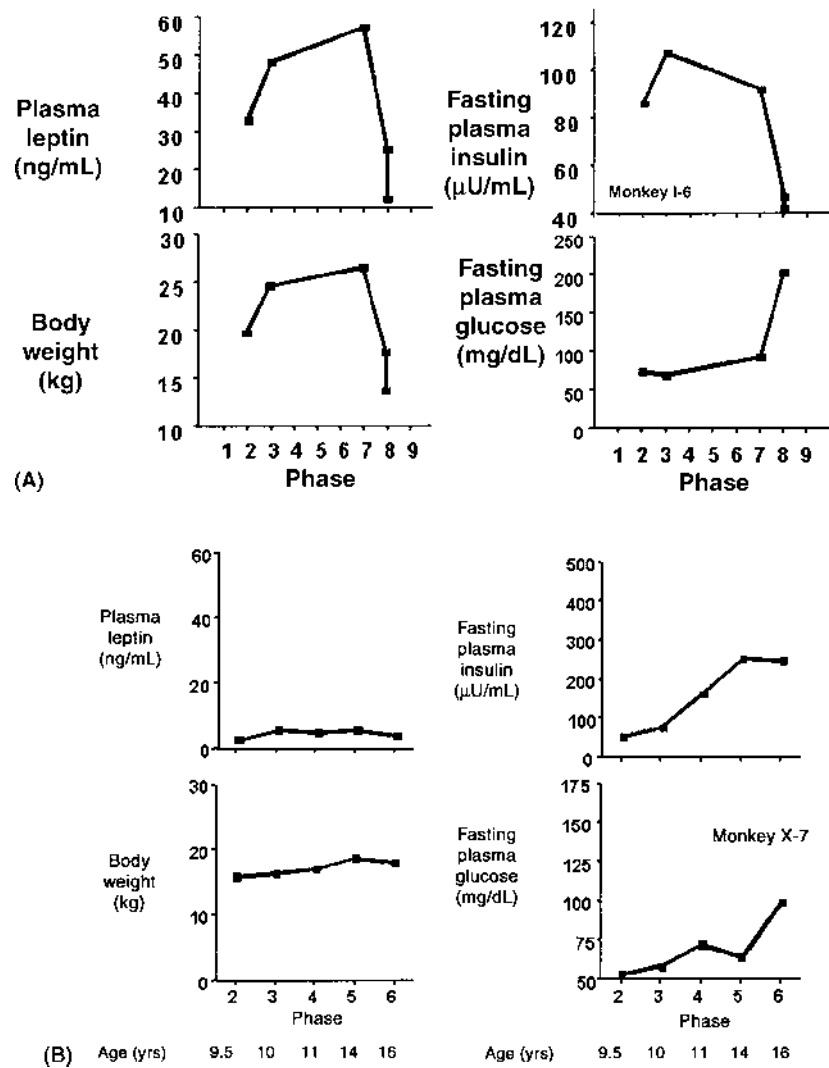 Plasma
leptin
(ng/mL)
60
50
40
30
20
10
Fasting
plasma
insulin
(µU/mL)
120
100
80
60
40
Monkey I-6
Body
weight
(kg)
30
25
20
15
10
1 2 3 4 5 6 7 8 9
Phase
Fasting
plasma
glucose
(mg/dL)
250
200
150
100
50
0
1 2 3 4 5 6 7 8 9
Phase
(A)
Plasma
leptin
(ng/mL)
60
40
20
0
Fasting
plasma
insulin
(µU/mL)
500
400
300
250
100
50
0
Body
weight
(kg)
30
20
10
0
2 3 4 5 6
Phase
Fasting
plasma
glucose
(mg/dL)
175
150
125
100
75
50
Monkey X-7
2 3 4 5 6
Phase
(B) Age (yrs) 9.5 10 11 14 16
Age (yrs) 9.5 10 11 14 16